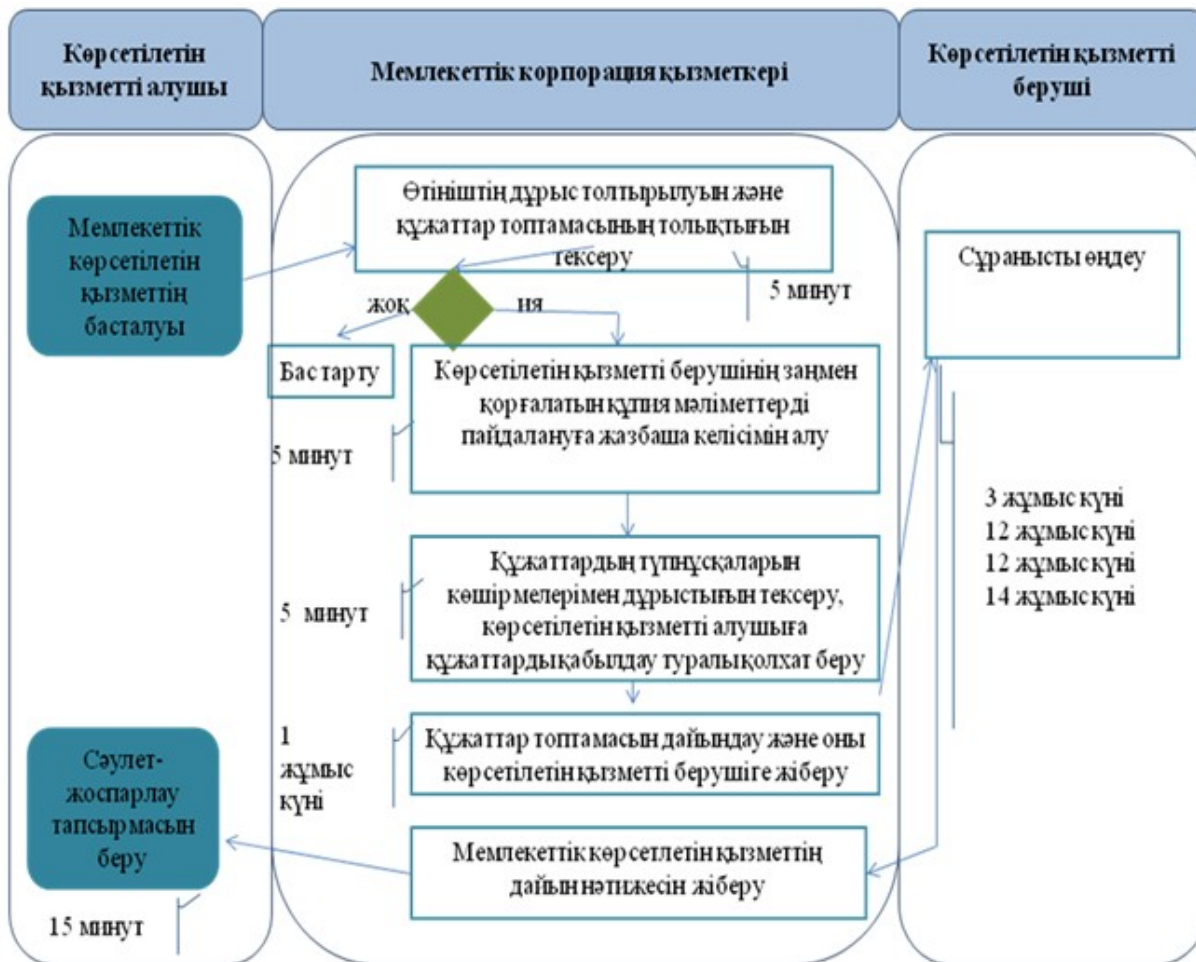 Көрсетілетін
қызметті алушы
Мемлекеттік корпорация қызметкері
Көрсетілетін қызметті
беруші
Мемлекеттік
көрсетілетін
қызметтің
басталуы
Өтініштің дұрыс толтырылуын және
құжаттар топтамасының толықтығын
тексеру
5 минут
жоқ
ия
Бас тарту
Көрсетілетін қызметті берушінің заңмен
қорғалатын құпия мәліметтерді
пайдалануға жазбаша келісімін алу
5 минут
Құжаттардың түпнұсқаларын
көшірмелерімен дұрыстығын тексеру,
көрсетілетін қызметті алушыға
құжаттарды қабылдау туралы қолхат беру
5 минут
Құжаттар топтамасын дайындау және оны
көрсетілетін қызметті берушіге жіберу
1
жұмыс
күні
Мемлекеттік көрсетлетін қызметтің
дайын нәтижесін жіберу
Сұранысты өңдеу
3 жұмыс күні
12 жұмыс күні
12 жұмыс күні
14 жұмыс күні
Сәулет-
жоспарлау
тапсырмасын
беру
15 минут